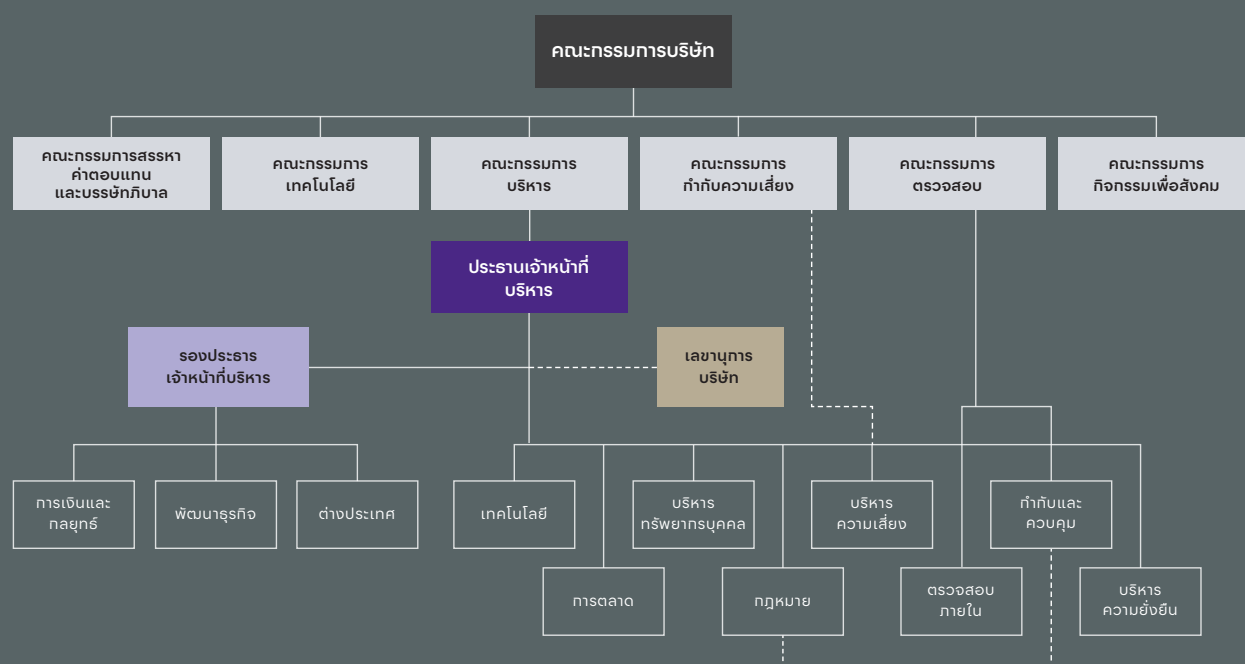 คณะกรรมการบริษัท
คณะกรรมการสรรหา
ค่าตอบแทน
และบรรษัทภิบาล
คณะกรรมการ
เทคโนโลยี
คณะกรรมการ
บริหาร
คณะกรรมการ
กำกับความเสี่ยง
คณะกรรมการ
ตรวจสอบ
คณะกรรมการ
กิจกรรมเพื่อสังคม
ประธานเจ้าหน้าที่
บริหาร
รองประธาร
เจ้าหน้าที่บริหาร
เลขานุการ
บริษัท
การเงินและ
กลยุทธ์
พัฒนาธุรกิจ
ต่างประเทศ
เทคโนโลยี
บริหาร
ทรัพยากรบุคคล
บริหาร
ความเสี่ยง
กำกับและ
ควบคุม
การตลาด
กฎหมาย
ตรวจสอบ
ภายใน
บริหาร
ความยั่งยืน